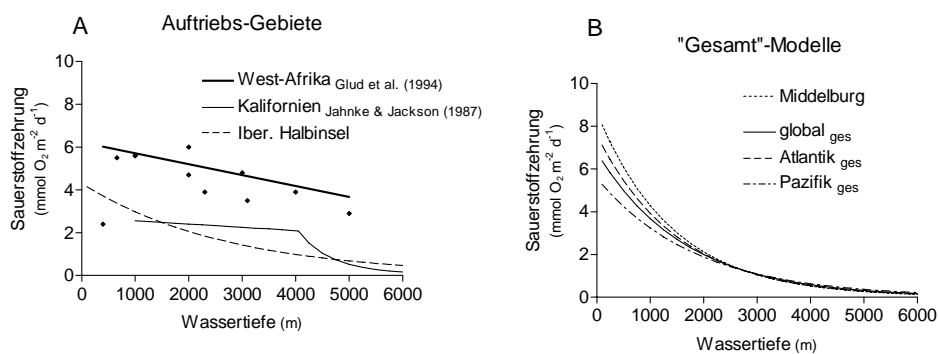 A
Auftriebs-Gebiete
Sauerstoffzehrung
(mmol O₂ m⁻² d⁻¹)
10
8
6
4
2
0
West-Afrika Glud et al. (1994)
Kalifornien Jahnke & Jackson (1987)
Iber. Halbinsel
0 1000 2000 3000 4000 5000 6000
Wassertiefe (m)
B
"Gesamt"-Modelle
Sauerstoffzehrung
(mmol O₂ m⁻² d⁻¹)
10
8
6
4
2
0
Middelburg
global ges
Atlantik ges
Pazifik ges
0 1000 2000 3000 4000 5000 6000
Wassertiefe (m)